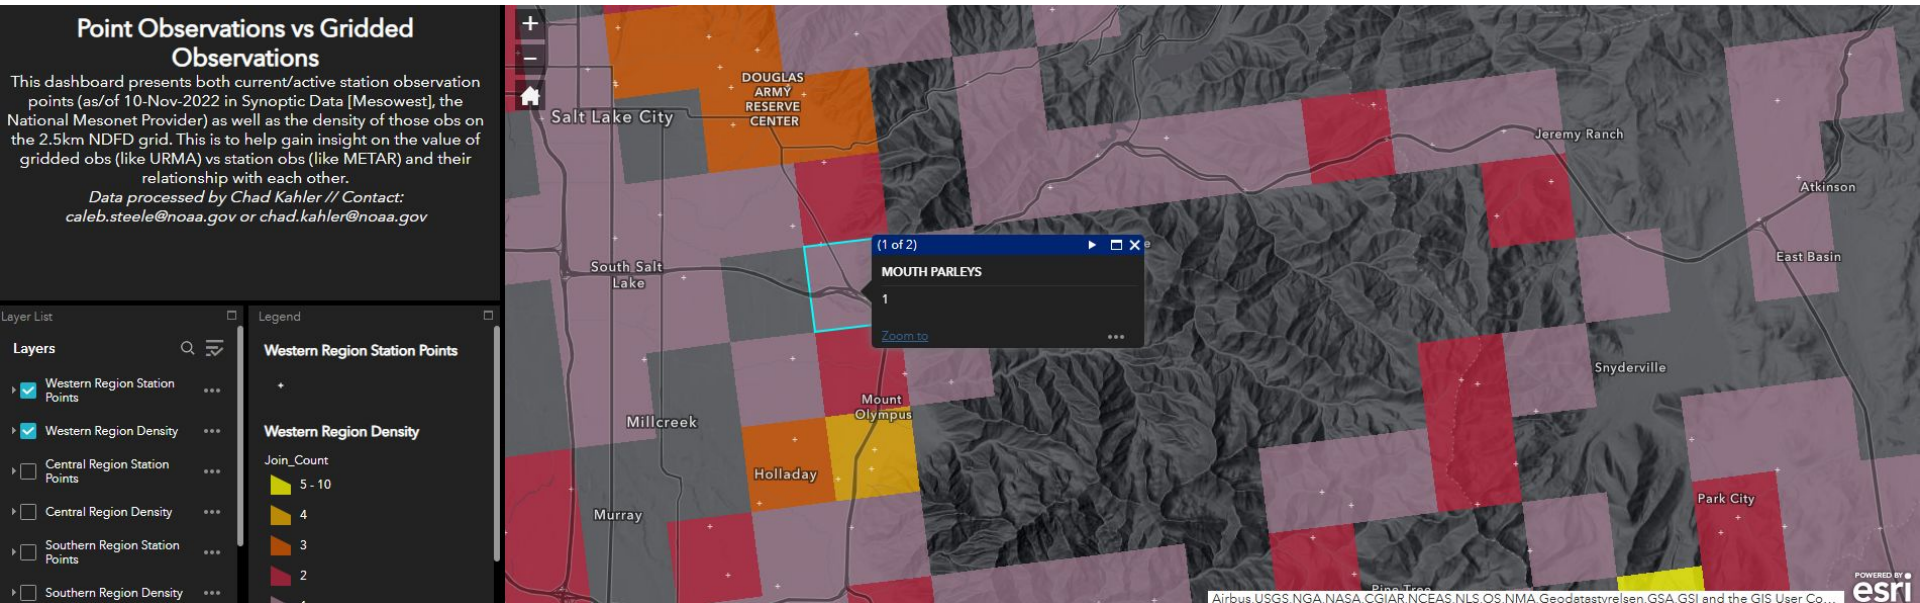 Point Observations vs Gridded
Observations
This dashboard presents both current/active station observation
points (as/of 10-Nov-2022 in Synoptic Data [Mesowest], the
National Mesonet Provider) as well as the density of those obs on
the 2.5km NDFD grid. This is to help gain insight on the value of
gridded obs (like URMA) vs station obs (like METAR) and their
relationship with each other.
Data processed by Chad Kahler // Contact:
caleb.steele@noaa.gov or chad.kahler@noaa.gov
Layer List
Layers
Western Region Station
Points
Western Region Density
Central Region Station
Points
Central Region Density
Southern Region Station
Points
Southern Region Density
Legend
Western Region Station Points
Western Region Density
Join_Count
5 - 10
4
3
2
Salt Lake City
DOUGLAS
ARMY
RESERVE
CENTER
Jeremy Ranch
Atkinson
South Salt
Lake
East Basin
(1 of 2)
MOUTH PARLEYS
1
Zoom to
Snyderville
Mount
Olympus
Millcreek
Holladay
Park City
Murray
Pine Tree
Airbus,USGS,NGA,NASA,CGIAR,NCEAS,NLS,OS,NMA,Geodatastyrelsen,GSA,GSI and the GIS User Co...
POWERED BY
esri